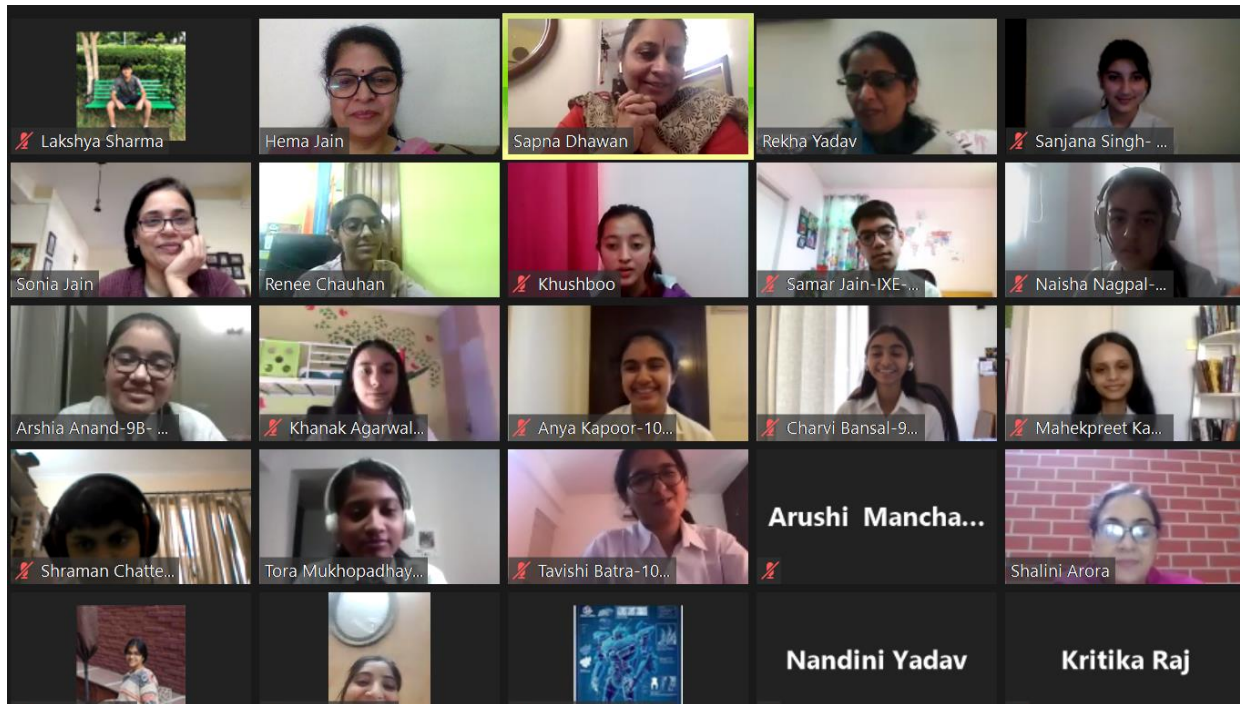 Lakshya Sharma
Hema Jain
Sapna Dhawan
Rekha Yadav
Sanjana Singh- ...
Sonia Jain
Renee Chauhan
Khushboo
Samar Jain-IXE-...
Naisha Nagpal-...
Arshia Anand-9B- ...
Khanak Agarwal...
Anya Kapoor-10...
Charvi Bansal-9...
Mahekpreet Ka...
Shraman Chatte...
Tora Mukhopadhay...
Tavishi Batra-10...
Arushi Mancha...
Shalini Arora
Nandini Yadav
Kritika Raj